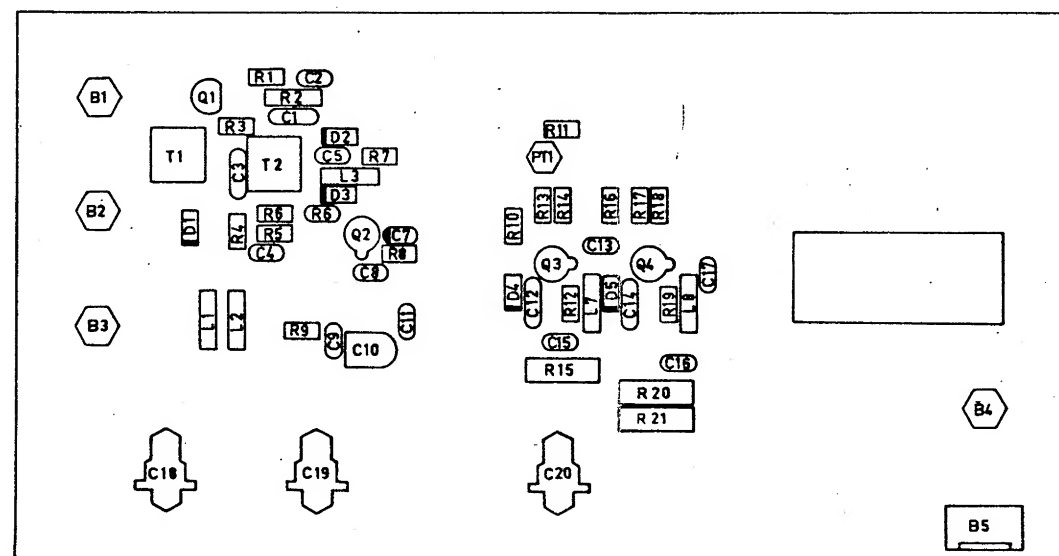 R1 C2
B1 Q1 R2
C1
R3 D2 R11
T1 C3 T2 C5 R7 PT1
L3
D3
B2 D1 R4 R6 R6 R10 R13 R14 R16 R17 R18
R5 Q2 C7
C4 R8 C13
C8 Q3 Q4 C17
D4 C12 R12 L7 D5 C14 R19 L8
B3 L1 L2 R9 C9 C10 C11
C15
R15 C16
R 20
R 21 B4
C18 C19 C20
B5